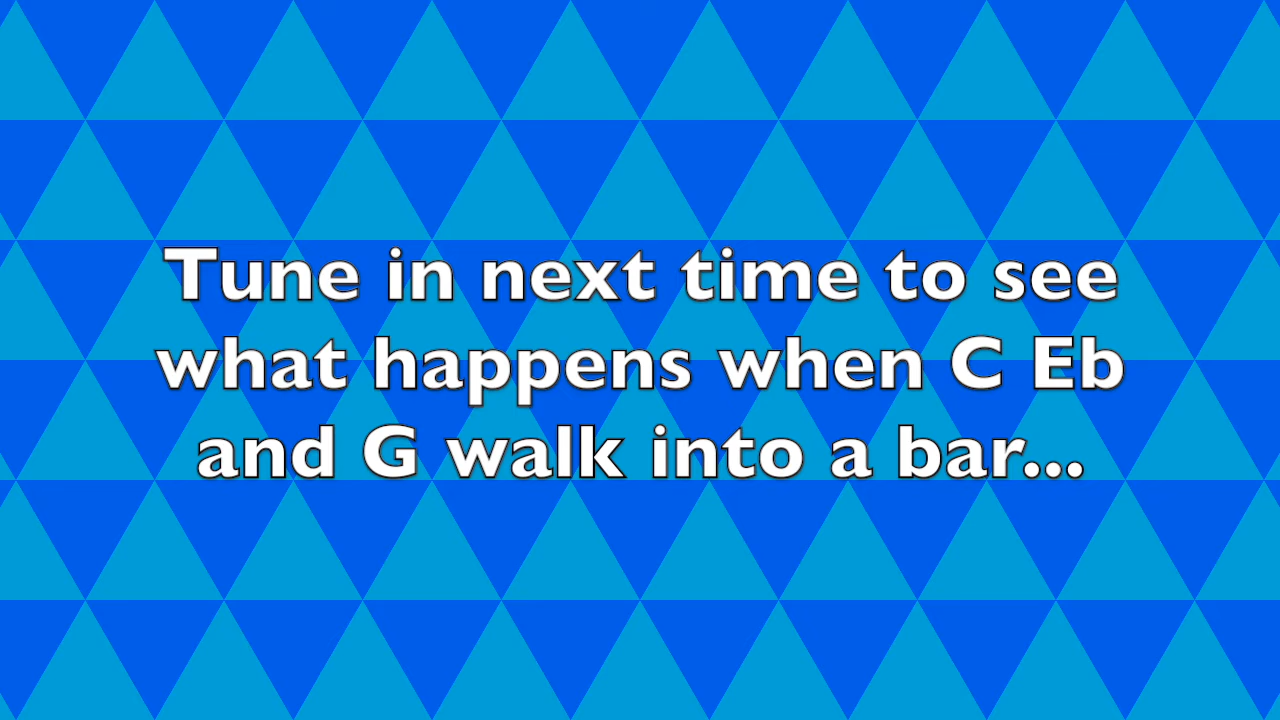 Tune in next time to see
what happens when C Eb
and G walk into a bar...